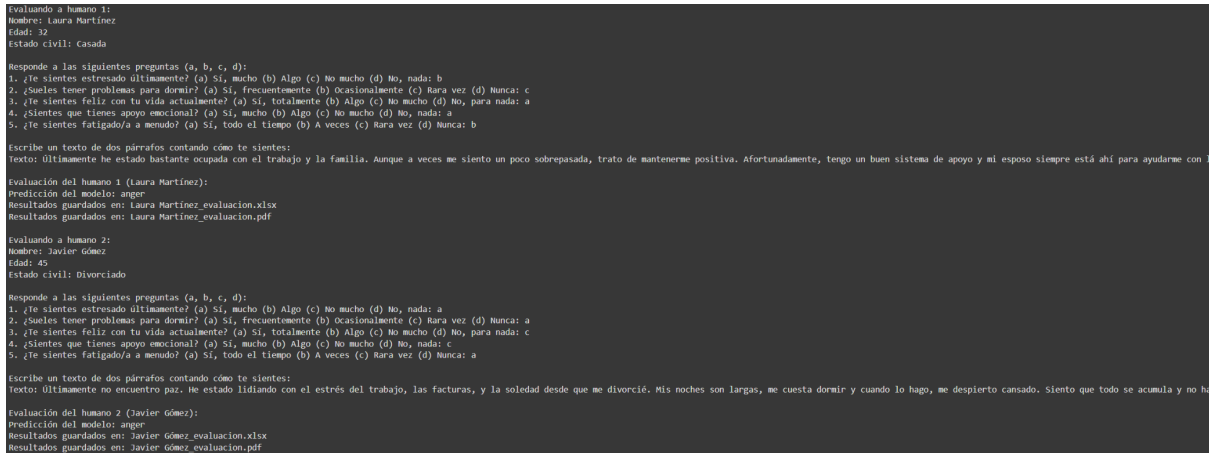 Evaluando a humano 1:
Nombre: Laura Martínez
Edad: 32
Estado civil: Casada
Responde a las siguientes preguntas (a, b, c, d):
1. ¿Te sientes estresado últimamente? (a) Sí, mucho (b) Algo (c) No mucho (d) No, nada: b
2. ¿Sueles tener problemas para dormir? (a) Sí, frecuentemente (b) Ocasionalmente (c) Rara vez (d) Nunca: c
3. ¿Te sientes feliz con tu vida actualmente? (a) Sí, totalmente (b) Algo (c) No mucho (d) No, para nada: a
4. ¿Sientes que tienes apoyo emocional? (a) Sí, mucho (b) Algo (c) No mucho (d) No, nada: a
5. ¿Te sientes fatigado/a a menudo? (a) Sí, todo el tiempo (b) A veces (c) Rara vez (d) Nunca: b
Escribe un texto de dos párrafos contando cómo te sientes:
Texto: Últimamente he estado bastante ocupada con el trabajo y la familia. Aunque a veces me siento un poco sobrepasada, trato de mantenerme positiva. Afortunadamente, tengo un buen sistema de apoyo y mi esposo siempre está ahí para ayudarme con
Evaluación del humano 1 (Laura Martínez):
Predicción del modelo: anger
Resultados guardados en: Laura Martínez_evaluacion.xlsx
Resultados guardados en: Laura Martínez_evaluacion.pdf
Evaluando a humano 2:
Nombre: Javier Gómez
Edad: 45
Estado civil: Divorciado
Responde a las siguientes preguntas (a, b, c, d):
1. ¿Te sientes estresado últimamente? (a) Sí, mucho (b) Algo (c) No mucho (d) No, nada: a
2. ¿Sueles tener problemas para dormir? (a) Sí, frecuentemente (b) Ocasionalmente (c) Rara vez (d) Nunca: a
3. ¿Te sientes feliz con tu vida actualmente? (a) Sí, totalmente (b) Algo (c) No mucho (d) No, para nada: c
4. ¿Sientes que tienes apoyo emocional? (a) Sí, mucho (b) Algo (c) No mucho (d) No, nada: c
5. ¿Te sientes fatigado/a a menudo? (a) Sí, todo el tiempo (b) A veces (c) Rara vez (d) Nunca: a
Escribe un texto de dos párrafos contando cómo te sientes:
Texto: Últimamente no encuentro paz. He estado lidiando con el estrés del trabajo, las facturas, y la soledad desde que me divorcié. Mis noches son largas, me cuesta dormir y cuando lo hago, me despierto cansado. Siento que todo se acumula y no
Evaluación del humano 2 (Javier Gómez):
Predicción del modelo: anger
Resultados guardados en: Javier Gómez_evaluacion.xlsx
Resultados guardados en: Javier Gómez_evaluacion.pdf